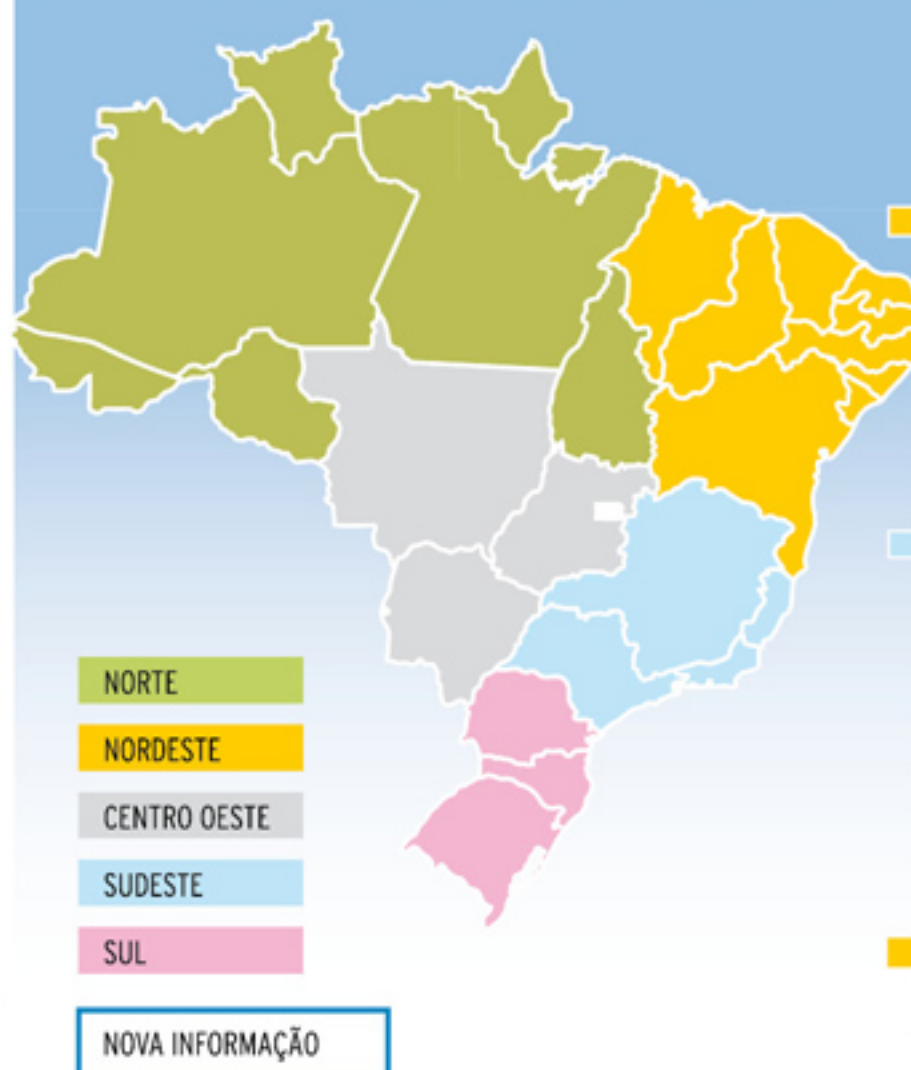 NORTE
NORDESTE
CENTRO OESTE
SUDESTE
SUL
NOVA INFORMAÇÃO